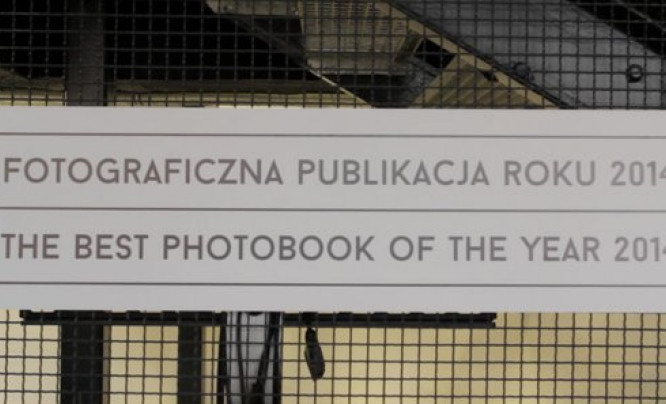 FOTOGRAFICZNA PUBLIKACJA ROKU 2014
THE BEST PHOTOBOOK OF THE YEAR 2014